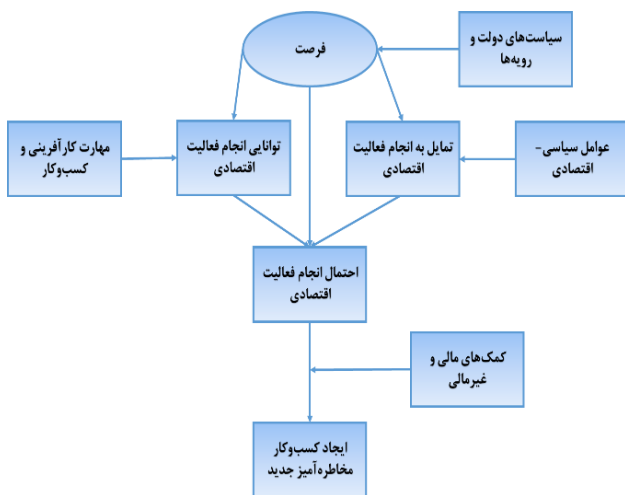 سیاست‌های دولت و
رویه‌ها
فرصت
تمایل به انجام فعالیت
اقتصادی
توانایی انجام فعالیت
اقتصادی
عوامل سیاسی-
اقتصادی
مهارت کارآفرینی و
کسب‌وکار
احتمال انجام فعالیت
اقتصادی
کمک‌های مالی و
غیرمالی
ایجاد کسب‌وکار
مخاطره‌آمیز جدید